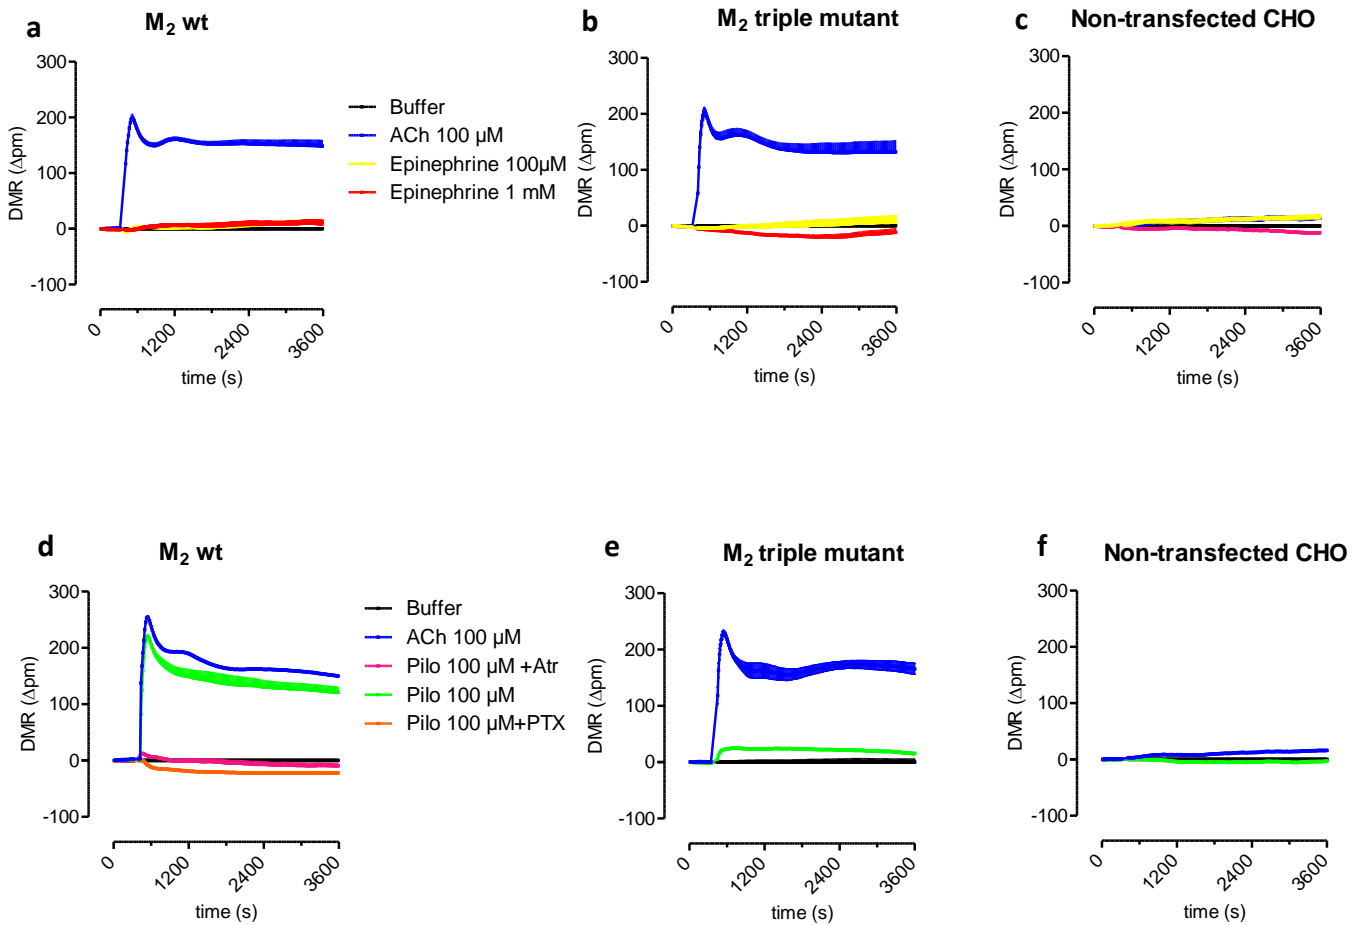 a
M₂ wt
300
200
100
0
-100
DMR (Δpm)
0
1200
2400
3600
time (s)
Buffer
ACh 100 µM
Epinephrine 100µM
Epinephrine 1 mM
b
M₂ triple mutant
300
200
100
0
-100
DMR (Δpm)
0
1200
2400
3600
time (s)
c
Non-transfected CHO
300
200
100
0
-100
DMR (Δpm)
0
1200
2400
3600
time (s)
d
M₂ wt
300
200
100
0
-100
DMR (Δpm)
0
1200
2400
3600
time (s)
Buffer
ACh 100 µM
Pilo 100 µM +Atr
Pilo 100 µM
Pilo 100 µM+PTX
e
M₂ triple mutant
300
200
100
0
-100
DMR (Δpm)
0
1200
2400
3600
time (s)
f
Non-transfected CHO
300
200
100
0
-100
DMR (Δpm)
0
1200
2400
3600
time (s)